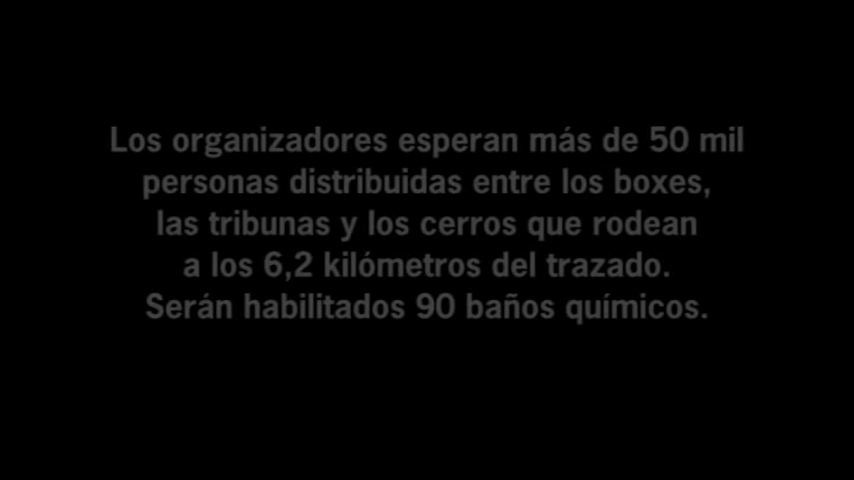 Los organizadores esperan más de 50 mil
personas distribuidas entre los boxes,
las tribunas y los cerros que rodean
a los 6,2 kilómetros del trazado.
Serán habilitados 90 baños químicos.